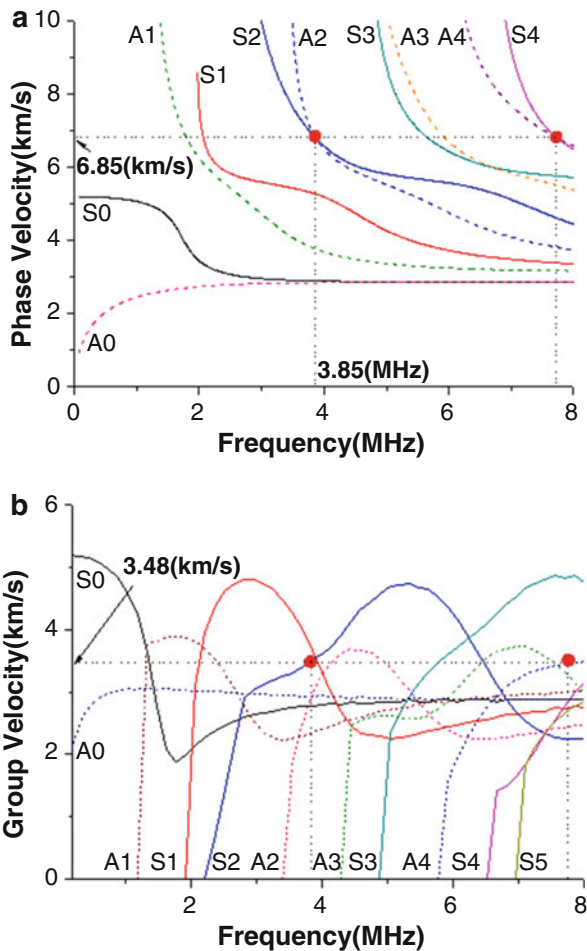 a
10
8
6
4
2
0
Phase Velocity(km/s)
A1
S2
A2
S3
A3
A4
S4
S1
6.85(km/s)
S0
A0
3.85(MHz)
0
2
4
6
8
Frequency(MHz)
b
6
4
2
0
Group Velocity(km/s)
3.48(km/s)
S0
A0
A1
S1
S2
A2
A3
S3
A4
S4
S5
2
4
6
8
Frequency(MHz)